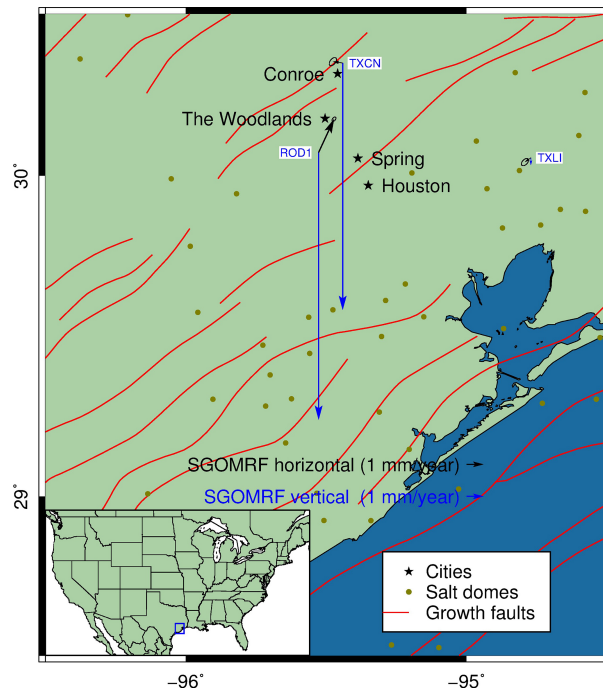 TXCN
Conroe
The Woodlands
ROD1
Spring
TXLI
Houston
30°
SGOMRF horizontal (1 mm/year)
SGOMRF vertical (1 mm/year)
29°
Cities
Salt domes
Growth faults
−96°
−95°